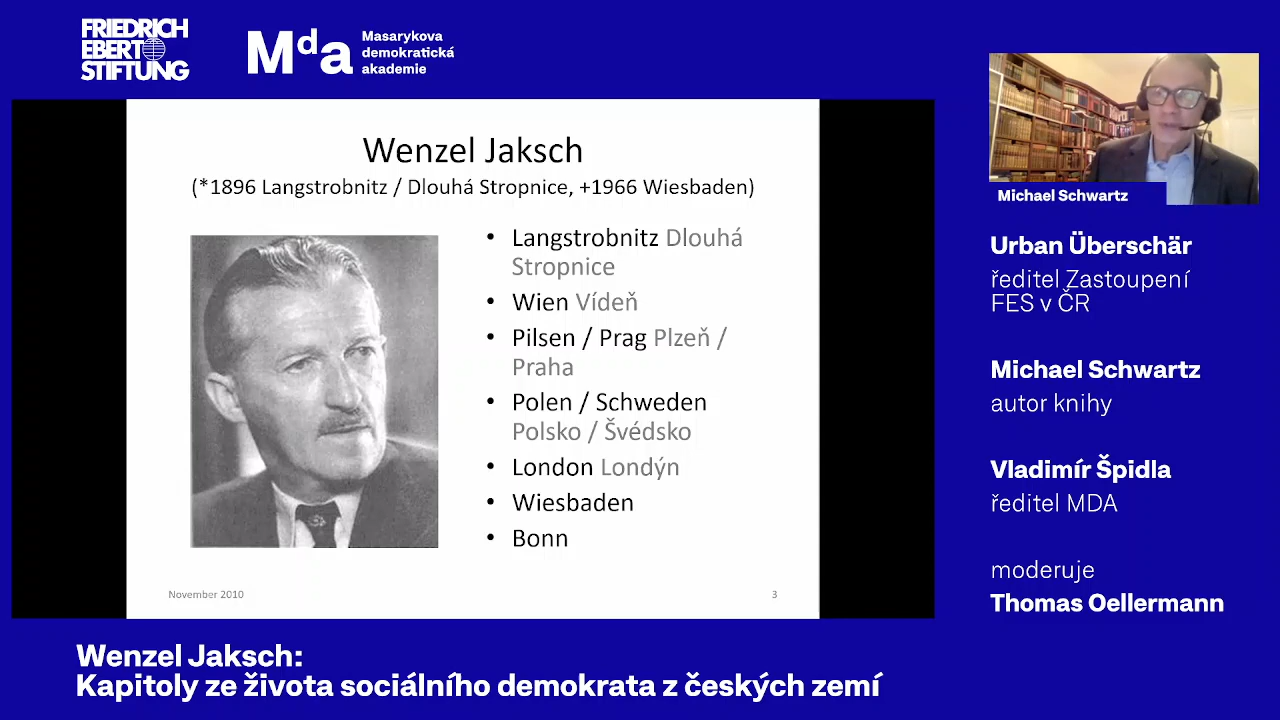 FRIEDRICH
EBERT
STIFTUNG
Mda
Masarykova
demokratická
akademie
Wenzel Jaksch
(*1896 Langstrobnitz / Dlouhá Stropnice, +1966 Wiesbaden)
• Langstrobnitz Dlouhá
Stropnice
• Wien Vídeň
• Pilsen / Prag Plzeň /
Praha
• Polen / Schweden
Polsko / Švédsko
• London Londýn
• Wiesbaden
• Bonn
November 2010
3
Michael Schwartz
Urban Überschär
ředitel Zastoupení
FES v ČR
Michael Schwartz
autor knihy
Vladimír Špidla
ředitel MDA
moderuje
Thomas Oellermann
Wenzel Jaksch:
Kapitoly ze života sociálního demokrata z českých zemí